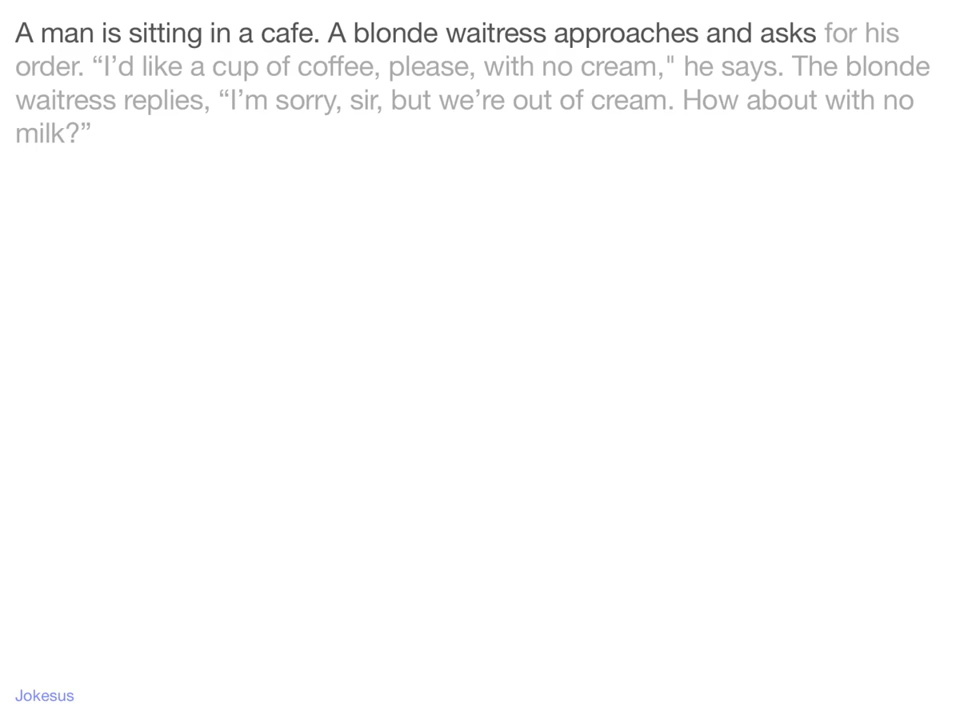 A man is sitting in a cafe. A blonde waitress approaches and asks for his
order. “I’d like a cup of coffee, please, with no cream," he says. The blonde
waitress replies, “I’m sorry, sir, but we’re out of cream. How about with no
milk?”
Jokesus